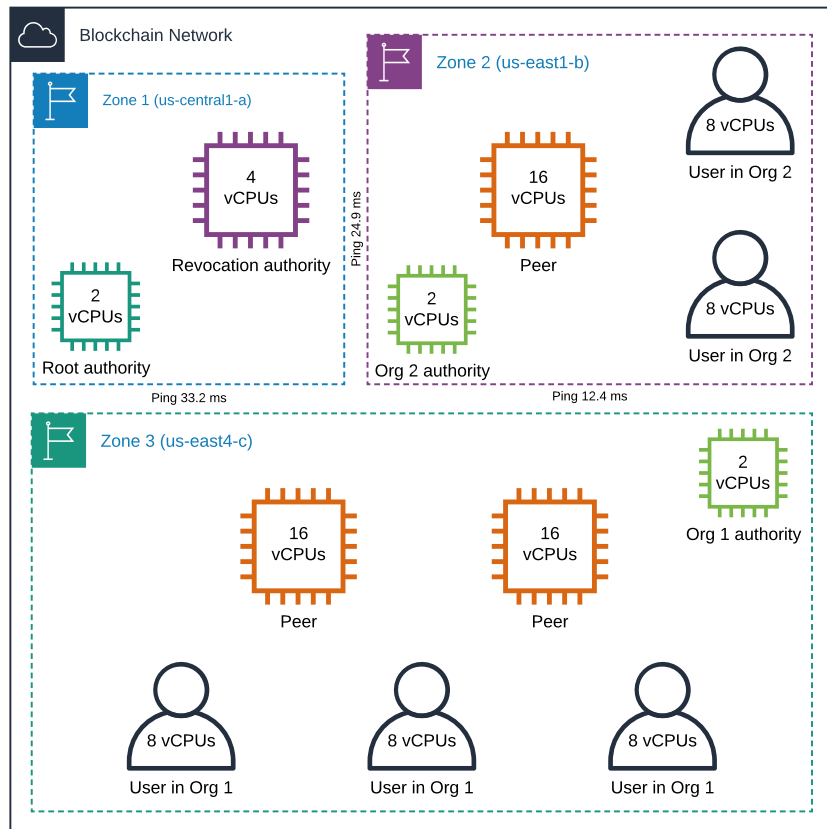 Blockchain Network
Zone 1 (us-central1-a)
4
vCPUs
Revocation authority
2
vCPUs
Root authority
Ping 24.9 ms
Zone 2 (us-east1-b)
8 vCPUs
User in Org 2
16
vCPUs
Peer
2
vCPUs
Org 2 authority
8 vCPUs
User in Org 2
Ping 33.2 ms
Ping 12.4 ms
Zone 3 (us-east4-c)
2
vCPUs
Org 1 authority
16
vCPUs
Peer
16
vCPUs
Peer
8 vCPUs
User in Org 1
8 vCPUs
User in Org 1
8 vCPUs
User in Org 1